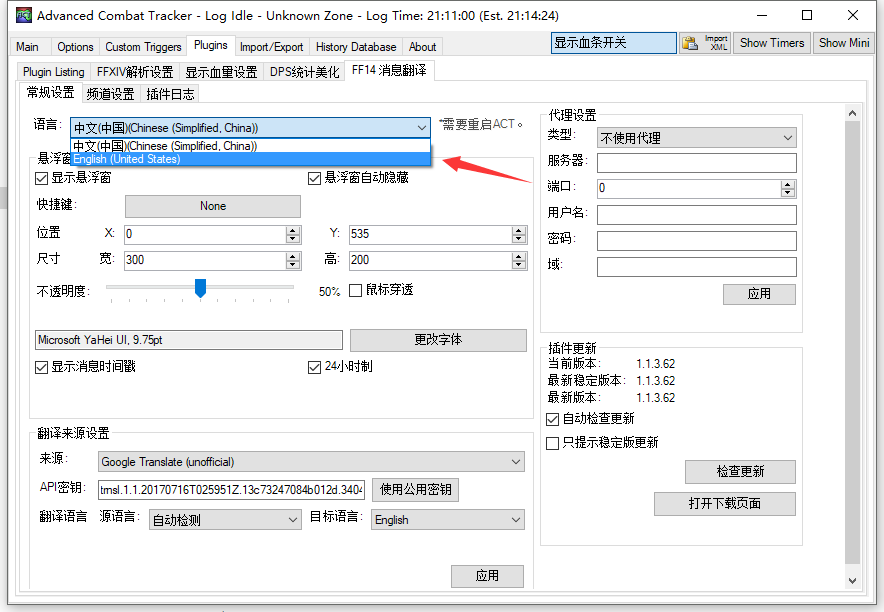 Advanced Combat Tracker - Log Idle - Unknown Zone - Log Time: 21:11:00 (Est. 21:14:24)
Main Options Custom Triggers Plugins Import/Export History Database About
显示血条开关 Import XML Show Timers Show Mini
Plugin Listing FFXIV解析设置 显示血量设置 DPS统计美化 FF14 消息翻译
常规设置 频道设置 插件日志
语言: 中文(中国)(Chinese (Simplified, China)) *需要重启ACT。
中文(中国)(Chinese (Simplified, China))
English (United States)
悬浮窗
显示悬浮窗 悬浮窗自动隐藏
快捷键: None
位置 X: 0 Y: 535
尺寸 宽: 300 高: 200
不透明度: 50% 鼠标穿透
Microsoft YaHei UI, 9.75pt 更改字体
显示消息时间戳 24小时制
翻译来源设置
来源: Google Translate (unofficial)
API密钥: trnsl.1.1.20170716T025951Z.13c73247084b012d.3404 使用公用密钥
翻译语言 源语言: 自动检测 目标语言: English
应用
代理设置
类型: 不使用代理
服务器:
端口: 0
用户名:
密码:
域:
应用
插件更新
当前版本: 1.1.3.62
最新稳定版本: 1.1.3.62
最新版本: 1.1.3.62
自动检查更新
只提示稳定版更新
检查更新
打开下载页面